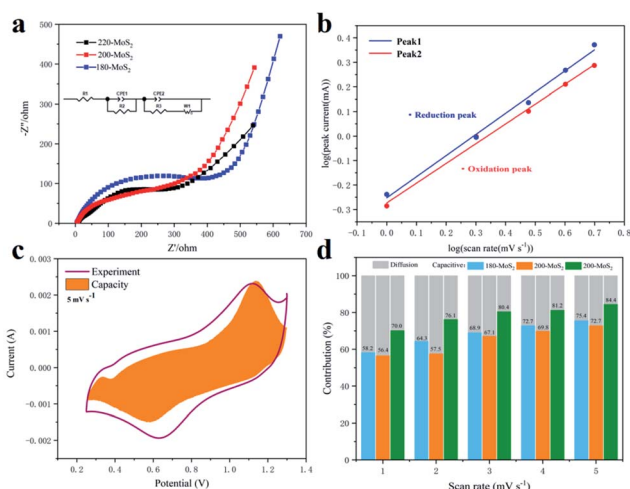 a
-Z''/ohm
500
400
300
200
100
0
220-MoS₂
200-MoS₂
180-MoS₂
R1 CPE1 CPE2
R2 R3 W1
0 100 200 300 400 500 600 700
Z'/ohm
b
log(peak current(mA))
0.4
0.3
0.2
0.1
0.0
−0.1
−0.2
−0.3
Peak1
Peak2
Reduction peak
Oxidation peak
−0.1 0.0 0.1 0.2 0.3 0.4 0.5 0.6 0.7 0.8
log(scan rate(mV s⁻¹))
c
Current (A)
0.003
0.002
0.001
0.000
−0.001
−0.002
Experiment
Capacity
5 mV s⁻¹
0.2 0.4 0.6 0.8 1.0 1.2 1.4
Potential (V)
d
Contribution (%)
100
80
60
40
20
0
Diffusion Capacitive: 180-MoS₂ 200-MoS₂ 200-MoS₂
58.2 56.4 70.0
64.3 57.5 76.1
68.9 67.1 80.4
72.7 69.8 81.2
75.4 72.7 84.4
1 2 3 4 5
Scan rate (mV s⁻¹)